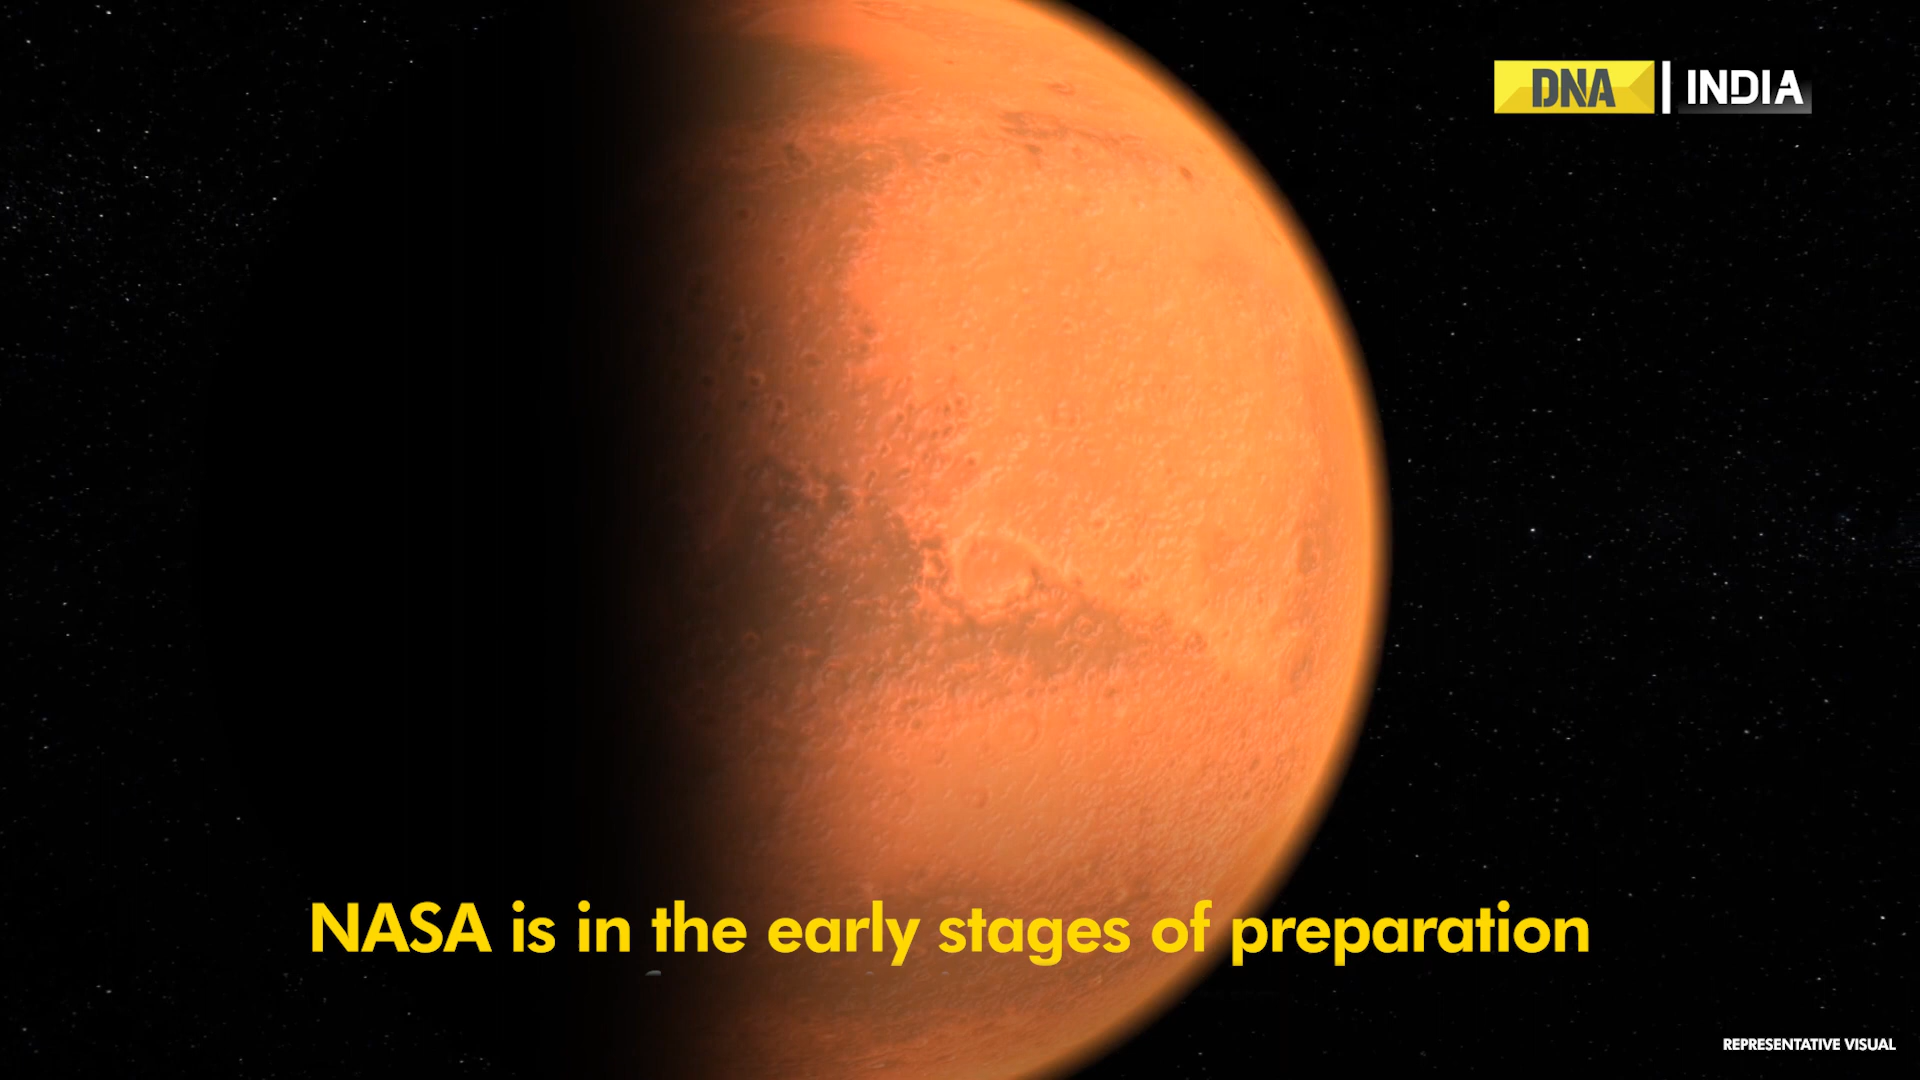 DNA | INDIA
NASA is in the early stages of preparation
REPRESENTATIVE VISUAL